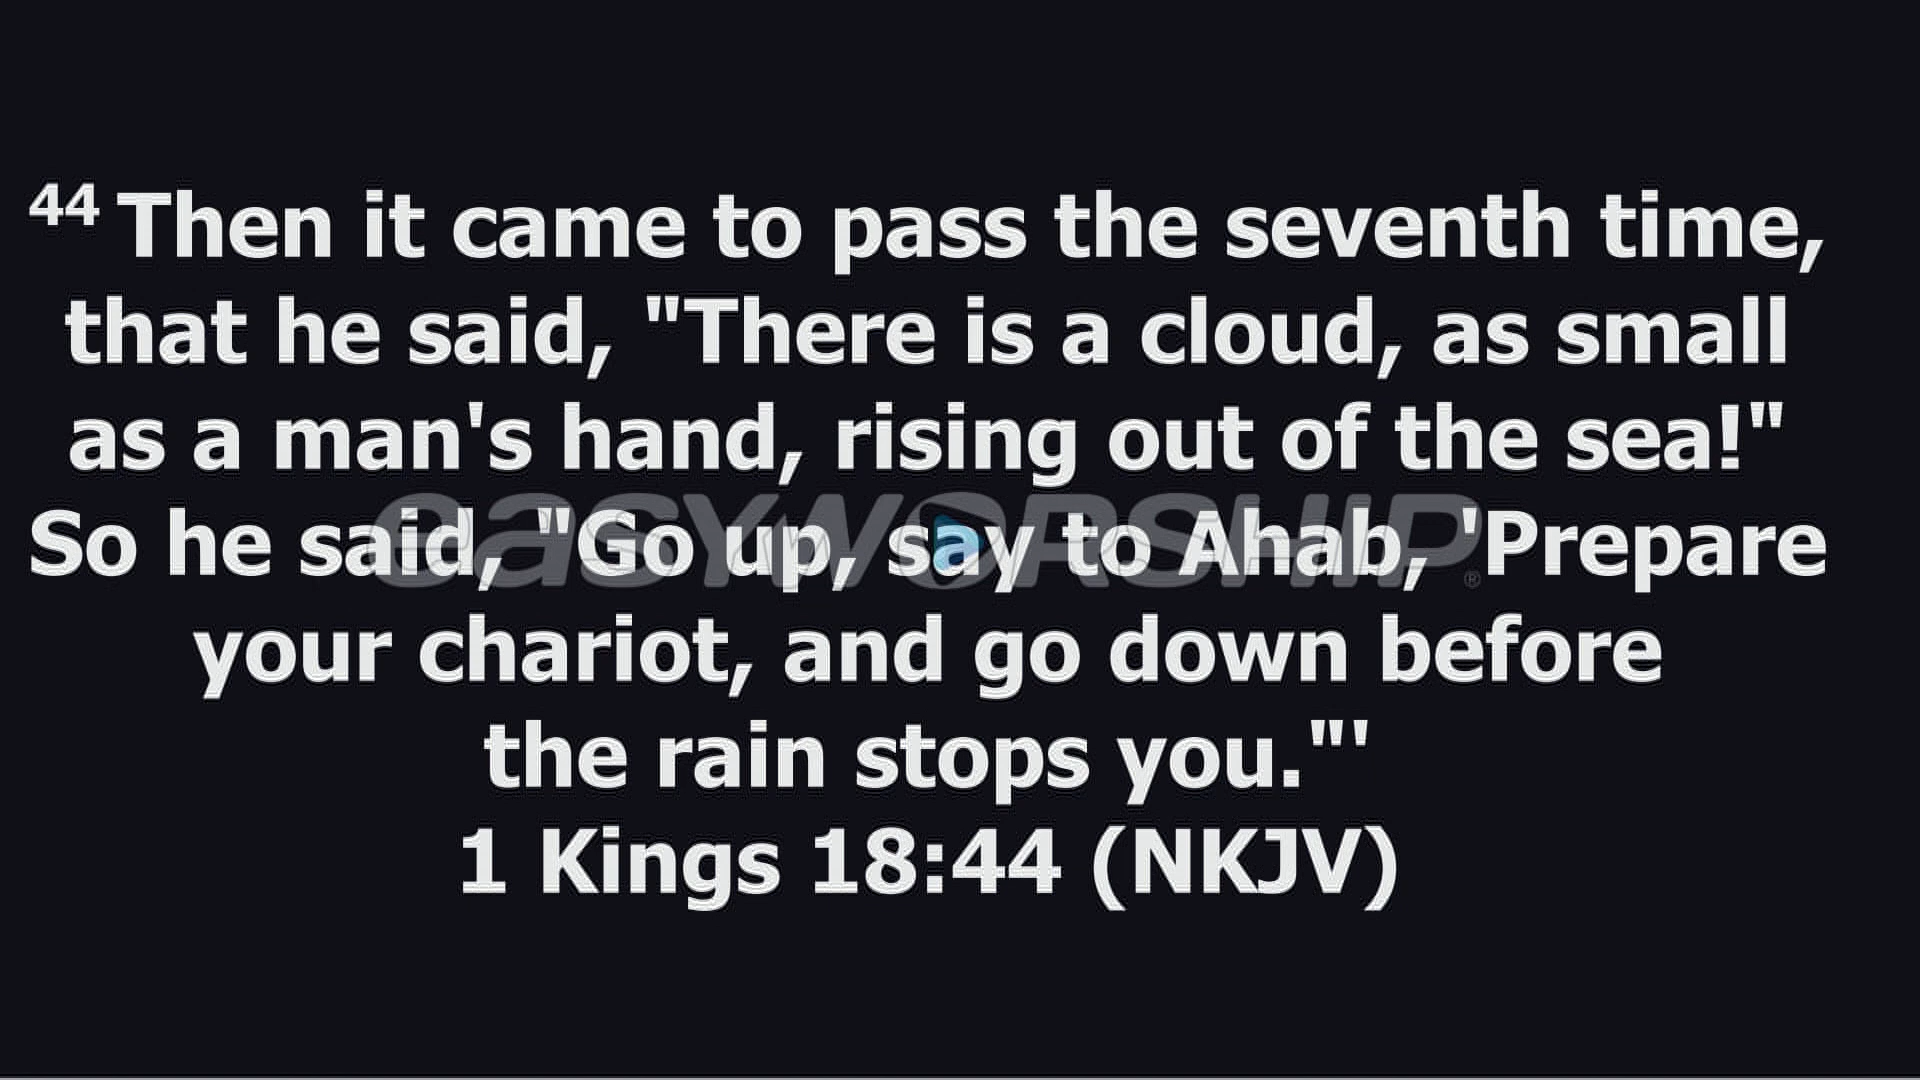 44 Then it came to pass the seventh time,
that he said, "There is a cloud, as small
as a man's hand, rising out of the sea!"
So he said, "Go up, say to Ahab, 'Prepare
your chariot, and go down before
the rain stops you."'
1 Kings 18:44 (NKJV)
easyworship®